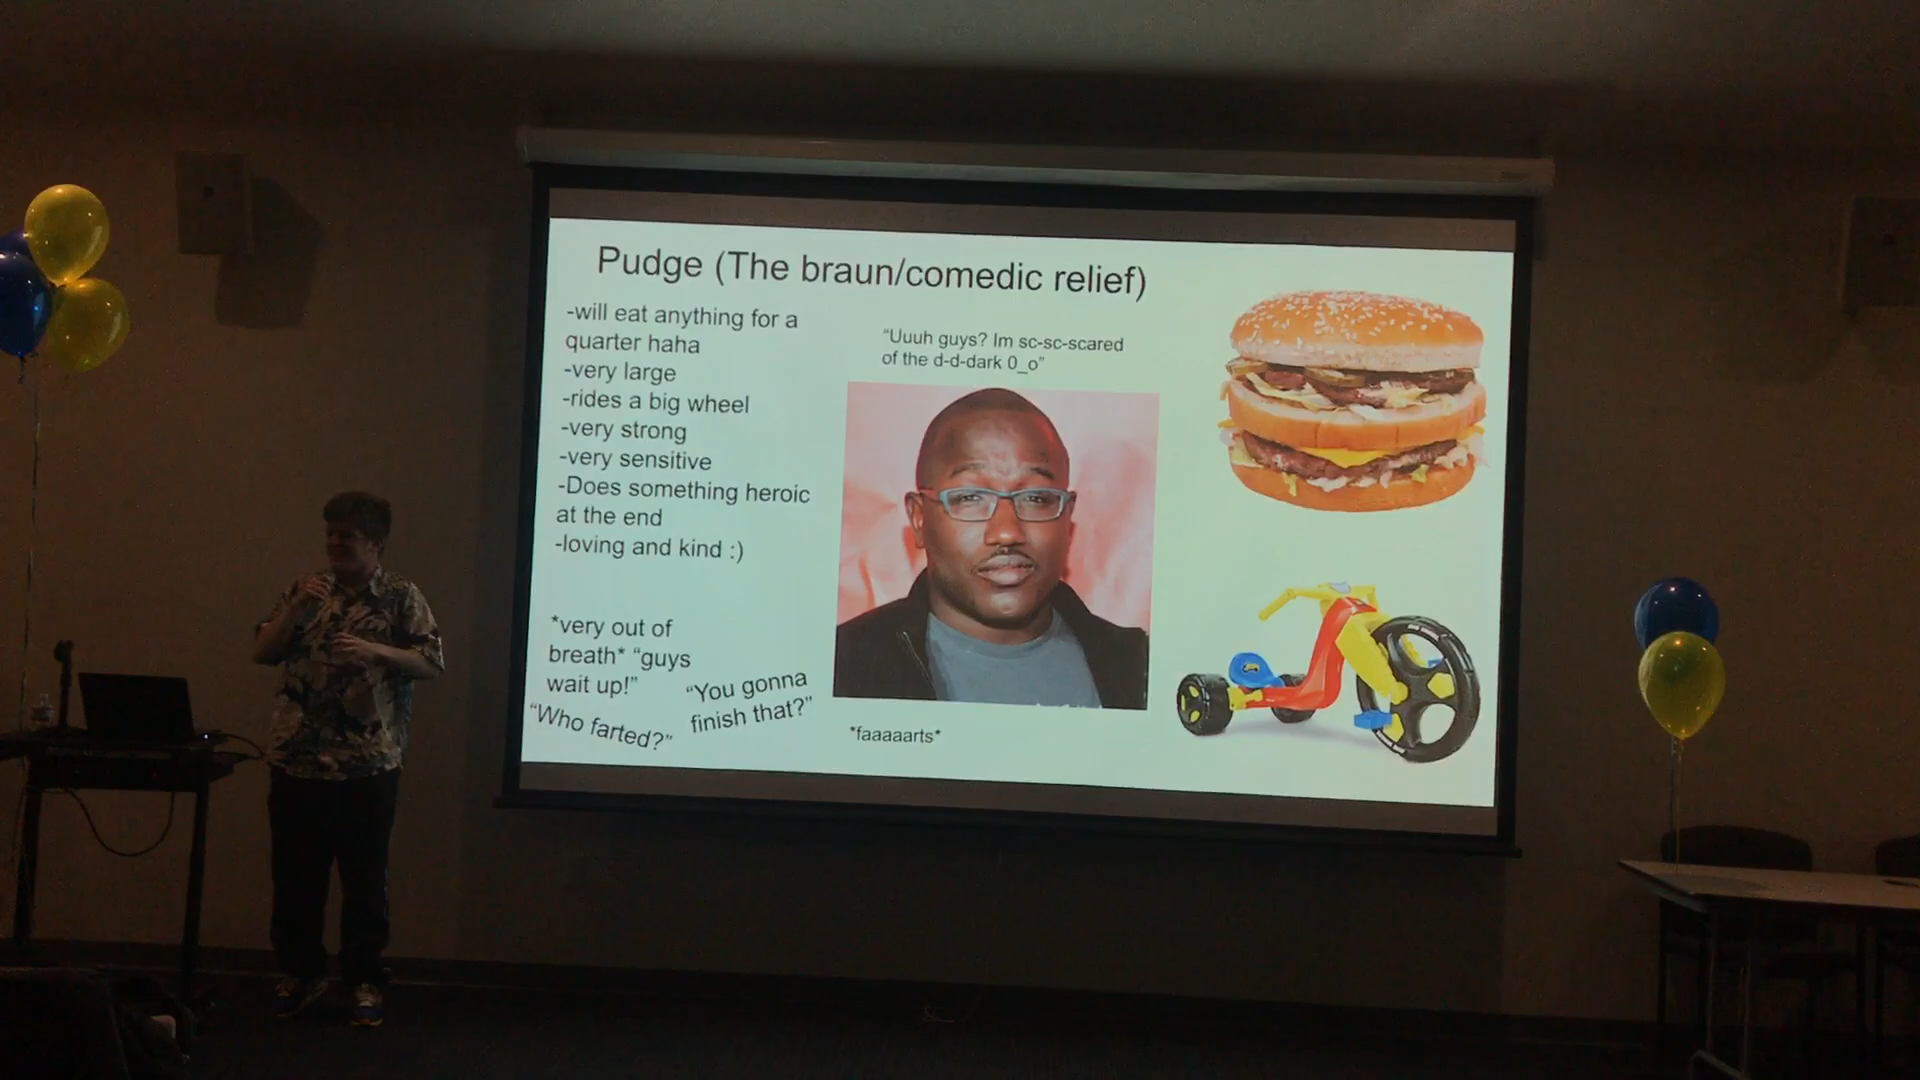 Pudge (The braun/comedic relief)
-will eat anything for a
quarter haha
-very large
-rides a big wheel
-very strong
-very sensitive
-Does something heroic
at the end
-loving and kind :)
*very out of
breath* “guys
wait up!”
“Who farted?”
“You gonna
finish that?”
“Uuuh guys? Im sc-sc-scared
of the d-d-dark 0_o”
*faaaaarts*